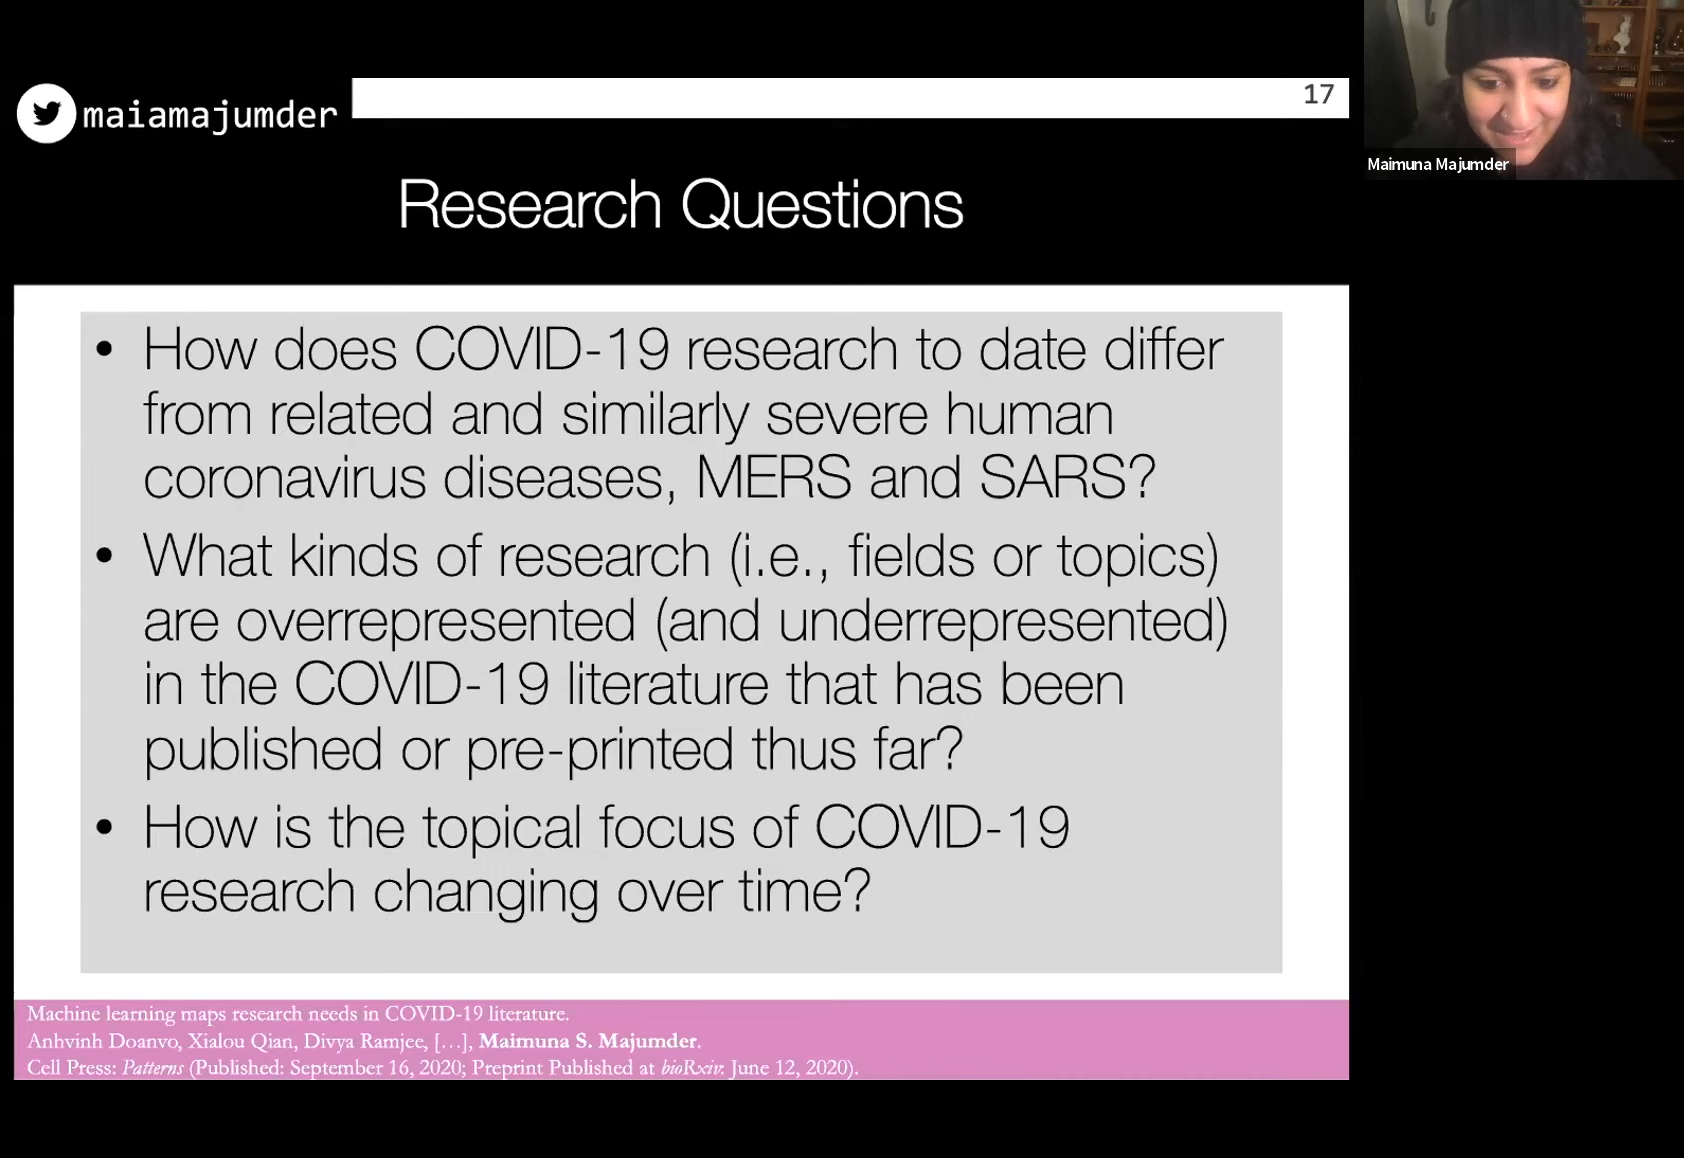 maiamajumder
17
Maimuna Majumder
Research Questions
• How does COVID-19 research to date differ
from related and similarly severe human
coronavirus diseases, MERS and SARS?
• What kinds of research (i.e., fields or topics)
are overrepresented (and underrepresented)
in the COVID-19 literature that has been
published or pre-printed thus far?
• How is the topical focus of COVID-19
research changing over time?
Machine learning maps research needs in COVID-19 literature.
Anhvinh Doanvo, Xialou Qian, Divya Ramjee, [...], Maimuna S. Majumder.
Cell Press: Patterns (Published: September 16, 2020; Preprint Published at bioRxiv: June 12, 2020).